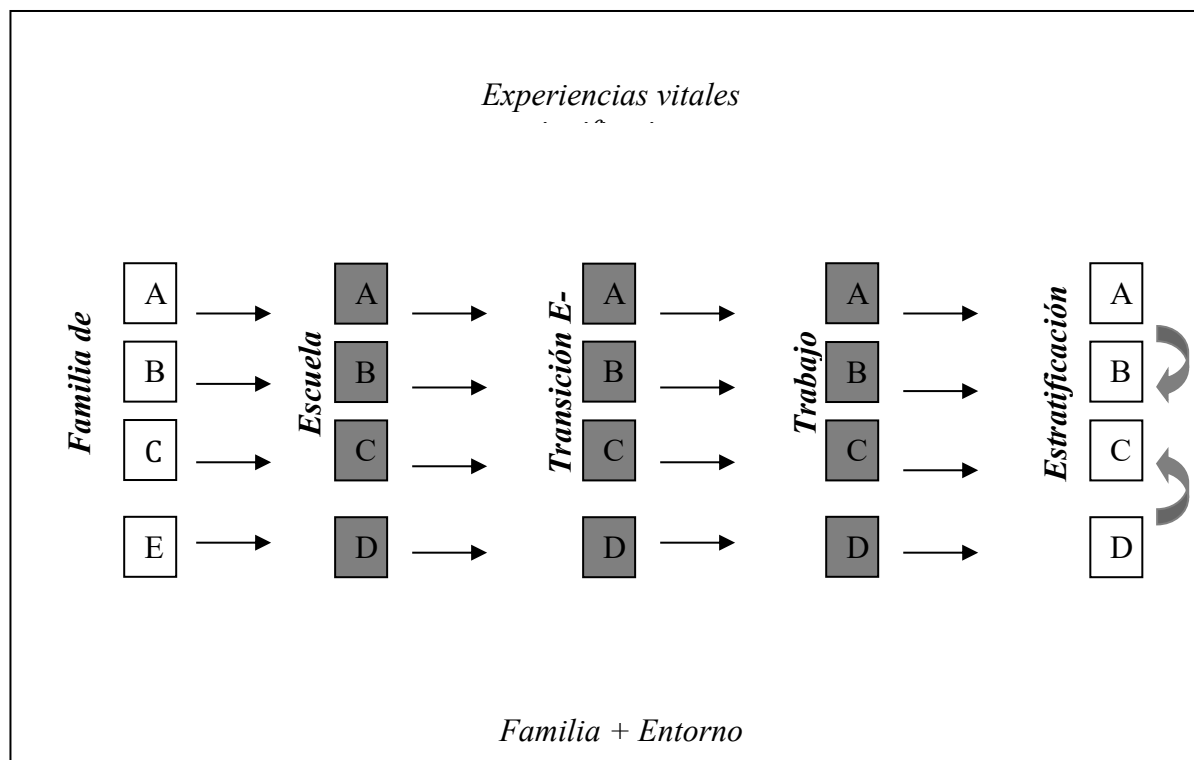 Experiencias vitales
Familia de
A
B
C
E
Escuela
A
B
C
D
Transición E-
A
B
C
D
Trabajo
A
B
C
D
Estratificación
A
B
C
D
Familia + Entorno